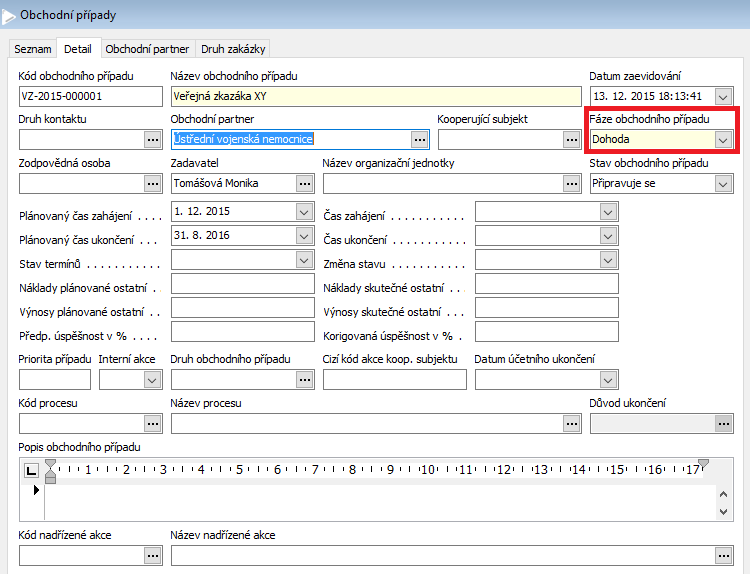 Obchodní případy
Seznam Detail Obchodní partner Druh zakázky
Kód obchodního případu Název obchodního případu Datum zaevidování
VZ-2015-000001 Veřejná zkazáka XY 13. 12. 2015 18:13:41
Druh kontaktu Obchodní partner Kooperující subjekt Fáze obchodního případu
Ústřední vojenská nemocnice Dohoda
Zodpovědná osoba Zadavatel Název organizační jednotky Stav obchodního případu
Tomášová Monika Připravuje se
Plánovaný čas zahájení . . . . 1. 12. 2015 Čas zahájení . . . . . . . . . . .
Plánovaný čas ukončení . . . 31. 8. 2016 Čas ukončení . . . . . . . . . . .
Stav termínů . . . . . . . . . . . Změna stavu . . . . . . . . . . .
Náklady plánované ostatní . . Náklady skutečné ostatní . . .
Výnosy plánované ostatní . . Výnosy skutečné ostatní . . .
Předp. úspěšnost v % . . . . Korigovaná úspěšnost v % .
Priorita případu Interní akce Druh obchodního případu Cizí kód akce koop. subjektu Datum účetního ukončení
Kód procesu Název procesu Důvod ukončení
Popis obchodního případu
1 2 3 4 5 6 7 8 9 10 11 12 13 14 15 16 17
Kód nadřízené akce Název nadřízené akce